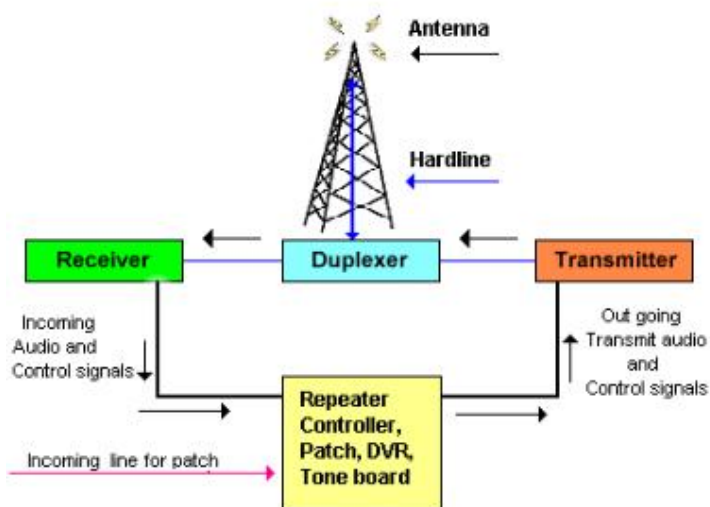 Antenna
Hardline
Receiver
Duplexer
Transmitter
Incoming
Audio and
Control signals
Out going
Transmit audio
and
Control signals
Repeater
Controller,
Patch, DVR,
Tone board
Incoming line for patch